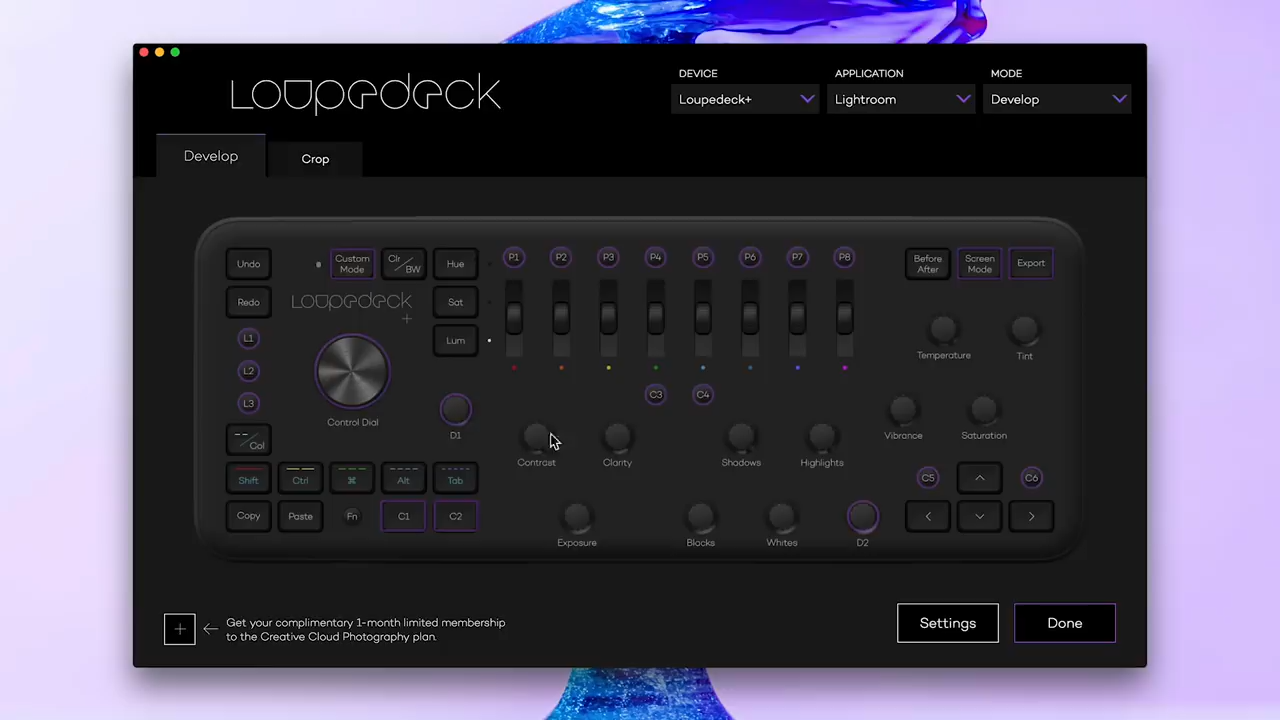 Loupedeck
DEVICE
APPLICATION
MODE
Loupedeck+
Lightroom
Develop
Develop
Crop
Undo
Custom
Mode
Clr
/BW
Hue
P1
P2
P3
P4
P5
P6
P7
P8
Before
After
Screen
Mode
Export
Redo
Loupedeck
+
Sat
L1
Lum
L2
L3
Temperature
Tint
Control Dial
D1
C3
C4
Vibrance
Saturation
--/Col
Contrast
Clarity
Shadows
Highlights
Shift
Ctrl
⌘
Alt
Tab
C5
C6
Copy
Paste
Fn
C1
C2
Exposure
Blacks
Whites
D2
Get your complimentary 1-month limited membership
to the Creative Cloud Photography plan.
Settings
Done